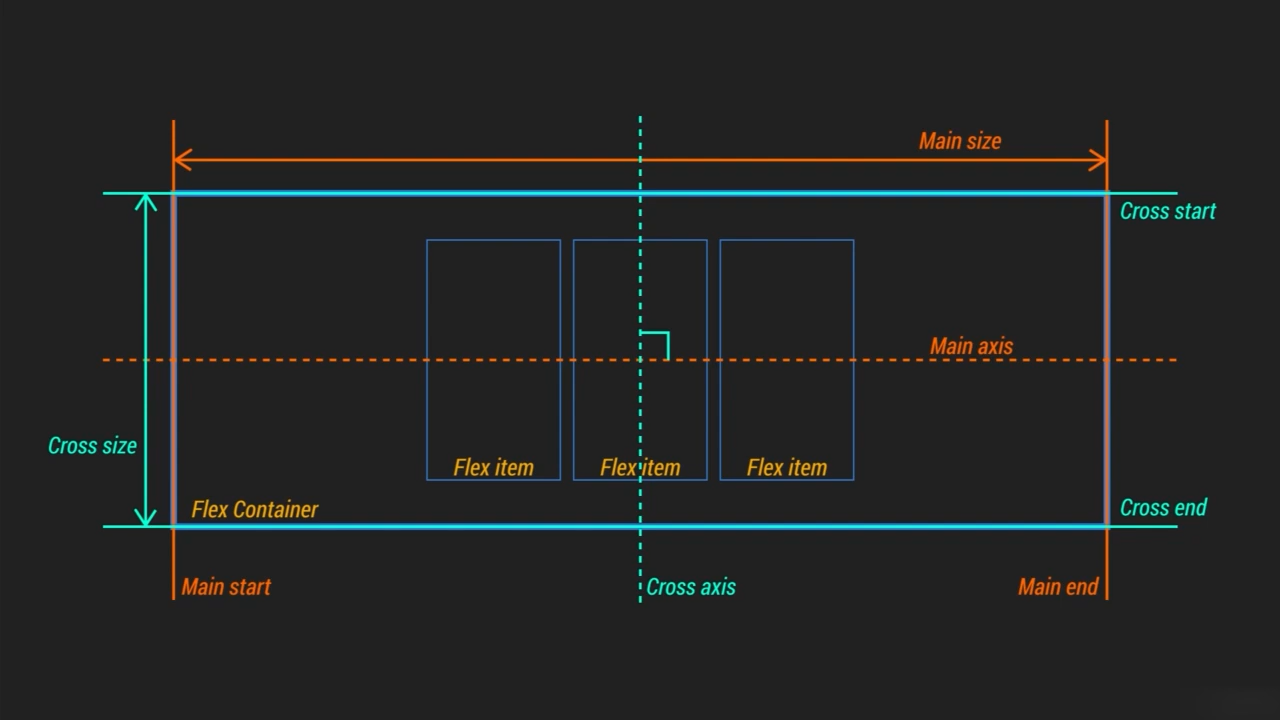 Main size
Cross start
Main axis
Cross size
Flex item
Flex item
Flex item
Flex Container
Cross end
Main start
Cross axis
Main end